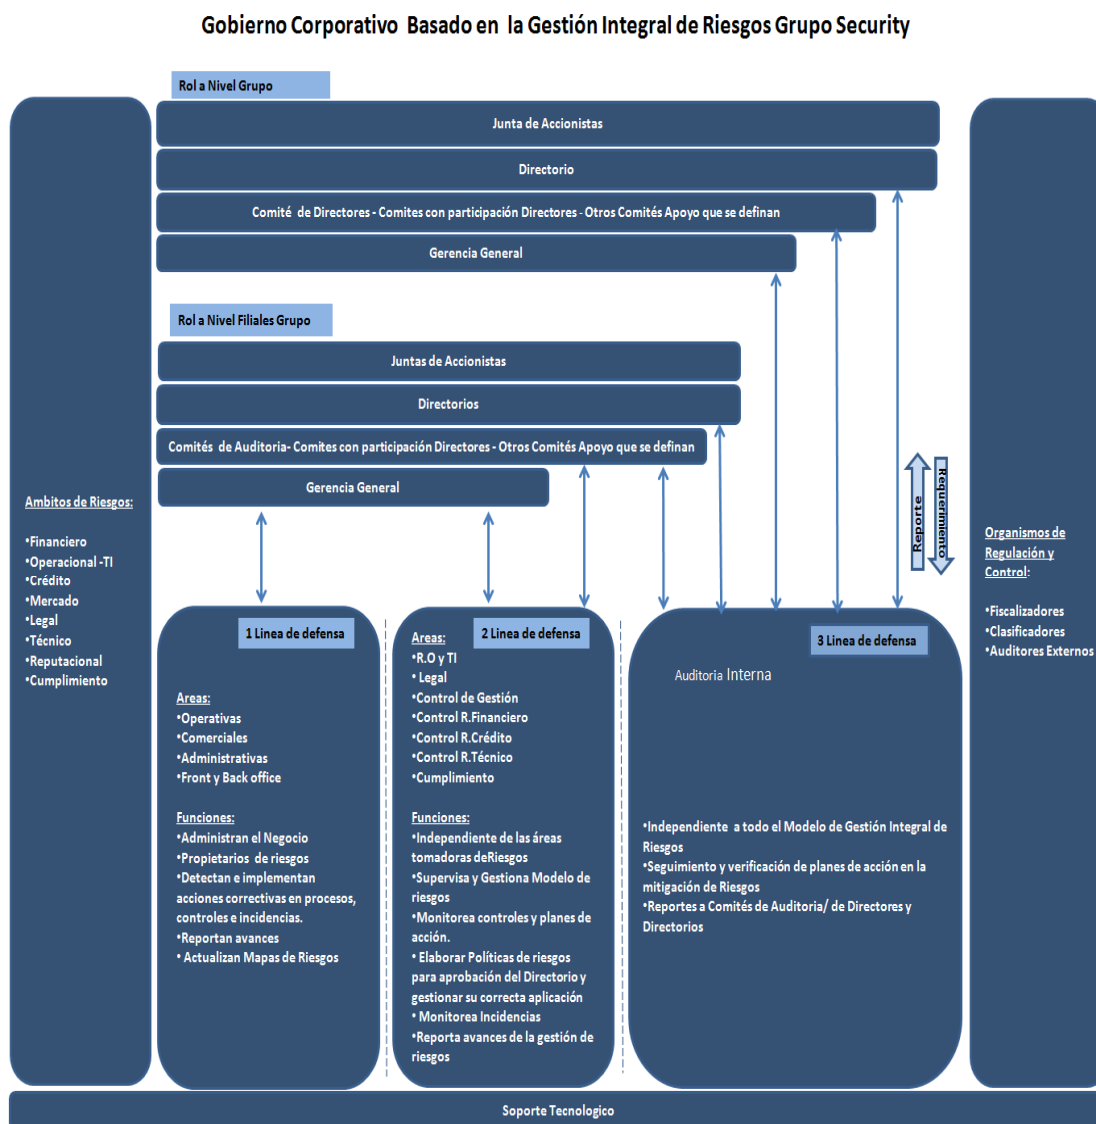 Gobierno Corporativo Basado en la Gestión Integral de Riesgos Grupo Security
Rol a Nivel Grupo
Junta de Accionistas
Directorio
Comité de Directores - Comites con participación Directores - Otros Comités Apoyo que se definan
Gerencia General
Rol a Nivel Filiales Grupo
Juntas de Accionistas
Directorios
Comités de Auditoria- Comites con participación Directores - Otros Comités Apoyo que se definan
Gerencia General
Ambitos de Riesgos:
•Financiero
•Operacional -TI
•Crédito
•Mercado
•Legal
•Técnico
•Reputacional
•Cumplimiento
1 Linea de defensa
Areas:
•Operativas
•Comerciales
•Administrativas
•Front y Back office
Funciones:
•Administran el Negocio
•Propietarios de riesgos
•Detectan e implementan
acciones correctivas en procesos,
controles e incidencias.
•Reportan avances
• Actualizan Mapas de Riesgos
2 Linea de defensa
Areas:
•R.O y TI
• Legal
•Control de Gestión
•Control R.Financiero
•Control R.Crédito
•Control R.Técnico
•Cumplimiento
Funciones:
•Independiente de las áreas
tomadoras deRiesgos
•Supervisa y Gestiona Modelo de
riesgos
•Monitorea controles y planes de
acción.
• Elaborar Políticas de riesgos
para aprobación del Directorio y
gestionar su correcta aplicación
• Monitorea Incidencias
•Reporta avances de la gestión de
riesgos
3 Linea de defensa
Auditoria Interna
•Independiente a todo el Modelo de Gestión Integral de
Riesgos
•Seguimiento y verificación de planes de acción en la
mitigación de Riesgos
•Reportes a Comités de Auditoria/ de Directores y
Directorios
Reporte
Requerimiento
Organismos de
Regulación y
Control:
•Fiscalizadores
•Clasificadores
•Auditores Externos
Soporte Tecnologico